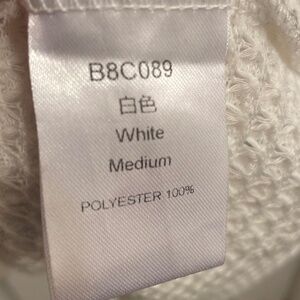 B8C089
白色
White
Medium
POLYESTER 100%